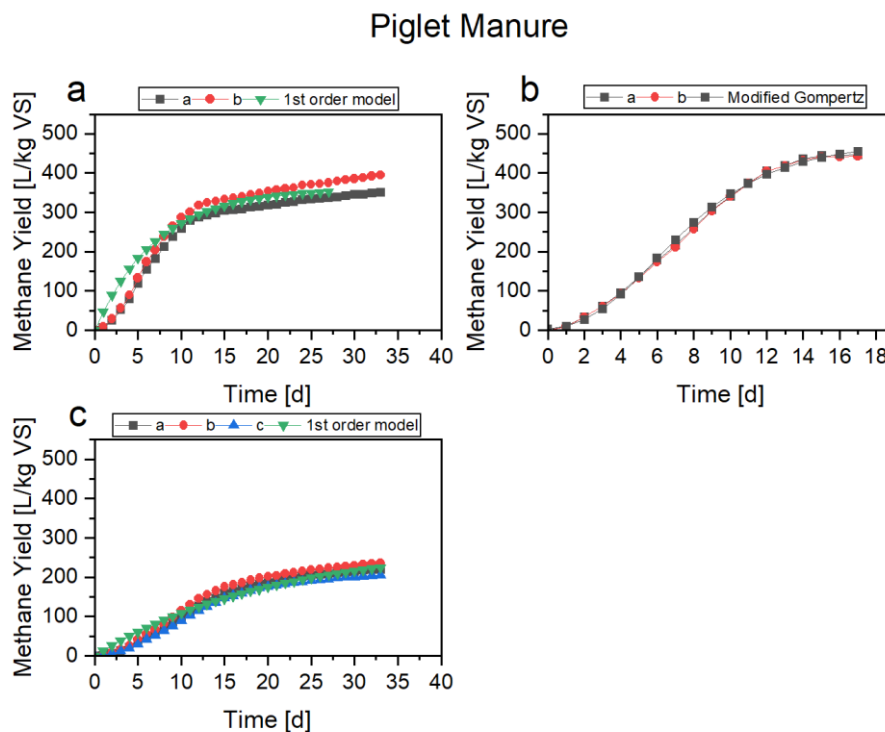 Piglet Manure
a
a b 1st order model
Methane Yield [L/kg VS]
500
400
300
200
100
0
0 5 10 15 20 25 30 35 40
Time [d]
b
a b Modified Gompertz
Methane Yield [L/kg VS]
500
400
300
200
100
0
0 2 4 6 8 10 12 14 16 18
Time [d]
c
a b c 1st order model
Methane Yield [L/kg VS]
500
400
300
200
100
0
0 5 10 15 20 25 30 35 40
Time [d]